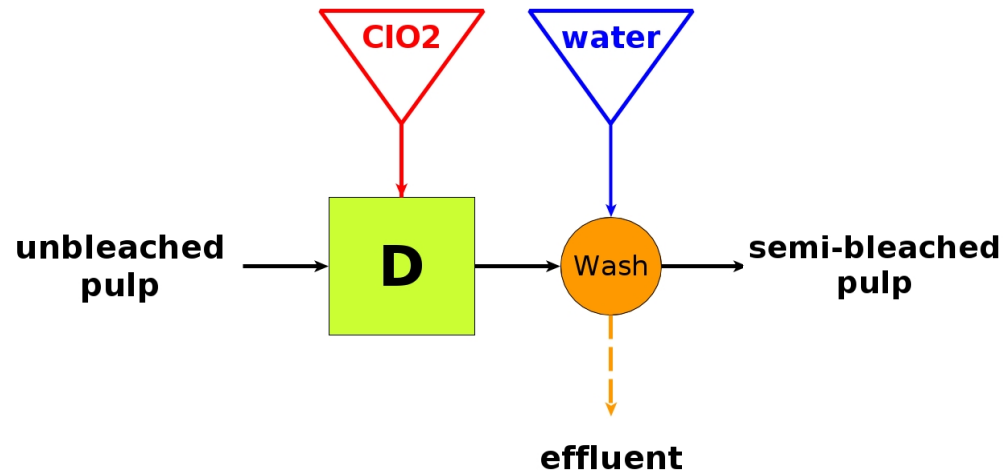 ClO2
water
unbleached
pulp
D
Wash
semi-bleached
pulp
effluent